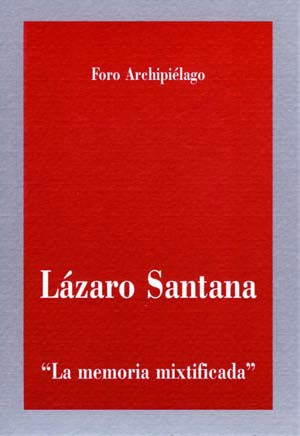 Foro Archipiélago
Lázaro Santana
“La memoria mixtificada”